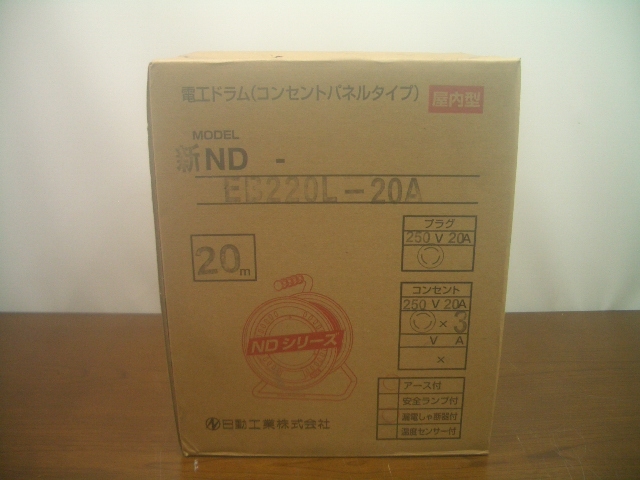 電工ドラム(コンセントパネルタイプ) 屋内型
MODEL
新ND -
EB220L-20A
プラグ
250 V 20A
20m
コンセント
250 V 20A
× 3
V A
×
NDシリーズ
アース付
安全ランプ付
漏電しゃ断器付
温度センサー付
日動工業株式会社